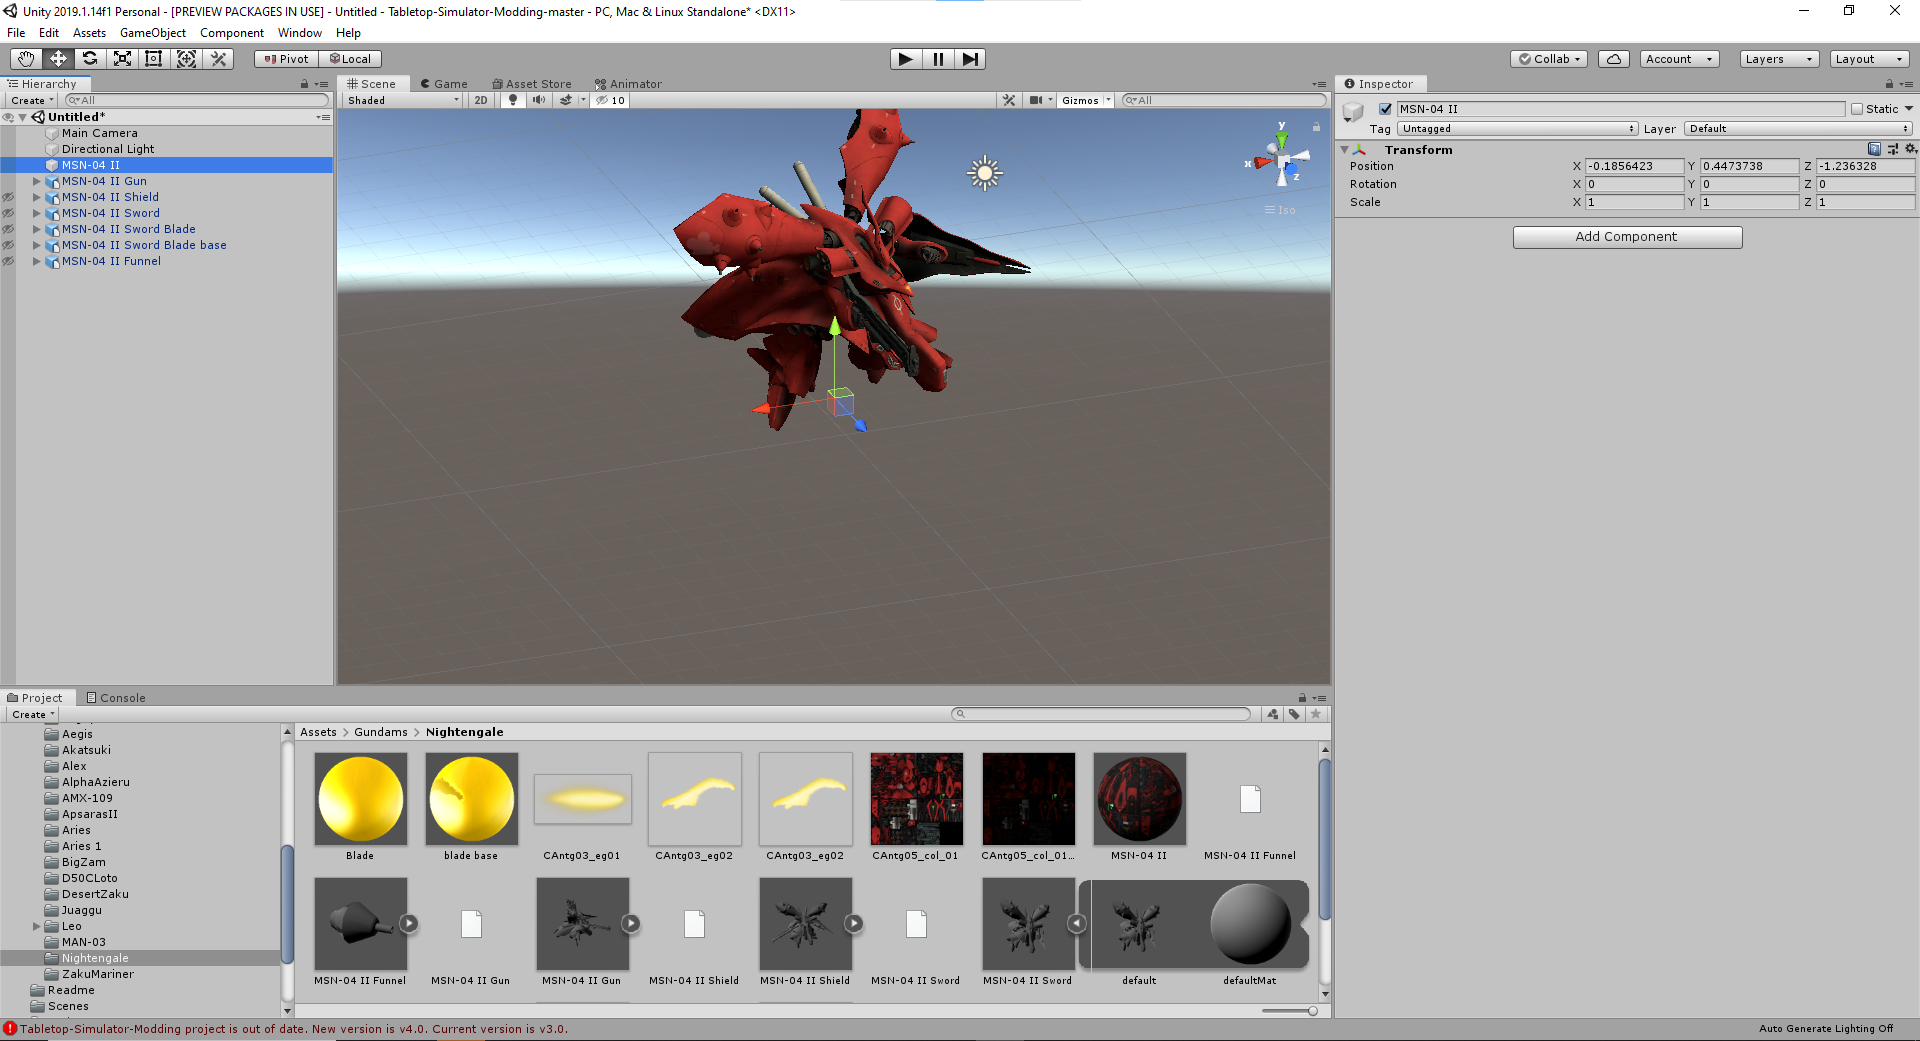 Unity 2019.1.14f1 Personal - [PREVIEW PACKAGES IN USE] - Untitled - Tabletop-Simulator-Modding-master - PC, Mac & Linux Standalone* <DX11>
File Edit Assets GameObject Component Window Help
Pivot Local Collab Account Layers Layout
Hierarchy
Create All
Untitled*
Main Camera
Directional Light
MSN-04 II
MSN-04 II Gun
MSN-04 II Shield
MSN-04 II Sword
MSN-04 II Sword Blade
MSN-04 II Sword Blade base
MSN-04 II Funnel
Scene Game Asset Store Animator
Shaded 2D 10 Gizmos All
y
x
z
Iso
Inspector
MSN-04 II Static
Tag Untagged Layer Default
Transform
Position X -0.1856423 Y 0.4473738 Z -1.236328
Rotation X 0 Y 0 Z 0
Scale X 1 Y 1 Z 1
Add Component
Project Console
Create
Aegis
Akatsuki
Alex
AlphaAzieru
AMX-109
ApsarasII
Aries
Aries 1
BigZam
D50CLoto
DesertZaku
Juaggu
Leo
MAN-03
Nightengale
ZakuMariner
Readme
Scenes
Assets > Gundams > Nightengale
Blade blade base CAntg03_eg01 CAntg03_eg02 CAntg03_eg02 CAntg05_col_01 CAntg05_col_01... MSN-04 II MSN-04 II Funnel
MSN-04 II Funnel MSN-04 II Gun MSN-04 II Gun MSN-04 II Shield MSN-04 II Shield MSN-04 II Sword MSN-04 II Sword default defaultMat
Tabletop-Simulator-Modding project is out of date. New version is v4.0. Current version is v3.0.
Auto Generate Lighting Off